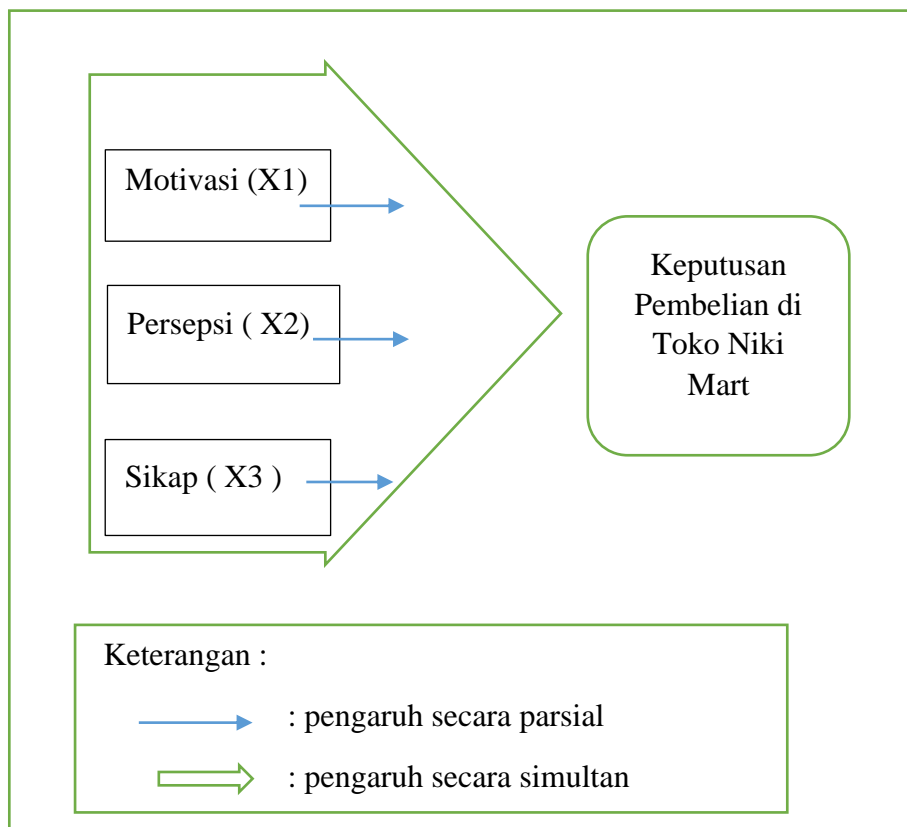 Motivasi (X1)
Persepsi ( X2)
Sikap ( X3 )
Keputusan
Pembelian di
Toko Niki
Mart
Keterangan :
: pengaruh secara parsial
: pengaruh secara simultan